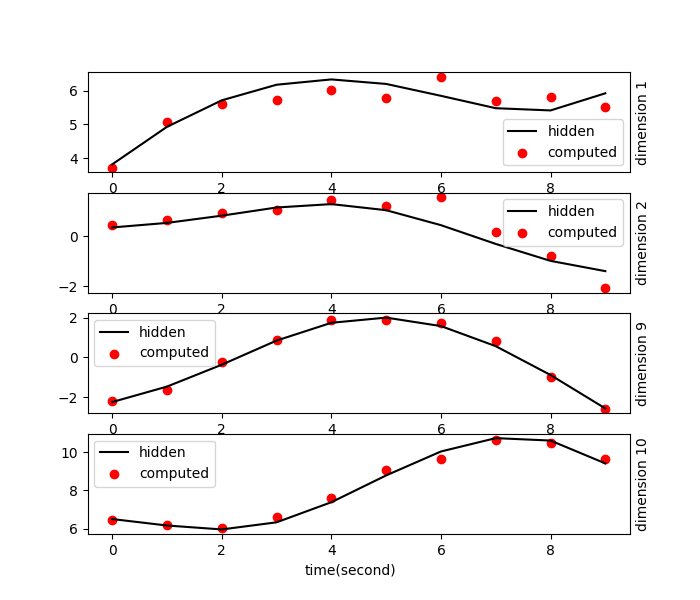 6
5
4
hidden
computed
dimension 1
0 2 4 6 8
0
−2
hidden
computed
dimension 2
0 2 4 6 8
2
0
−2
hidden
computed
dimension 9
0 2 4 6 8
10
8
6
hidden
computed
dimension 10
0 2 4 6 8
time(second)